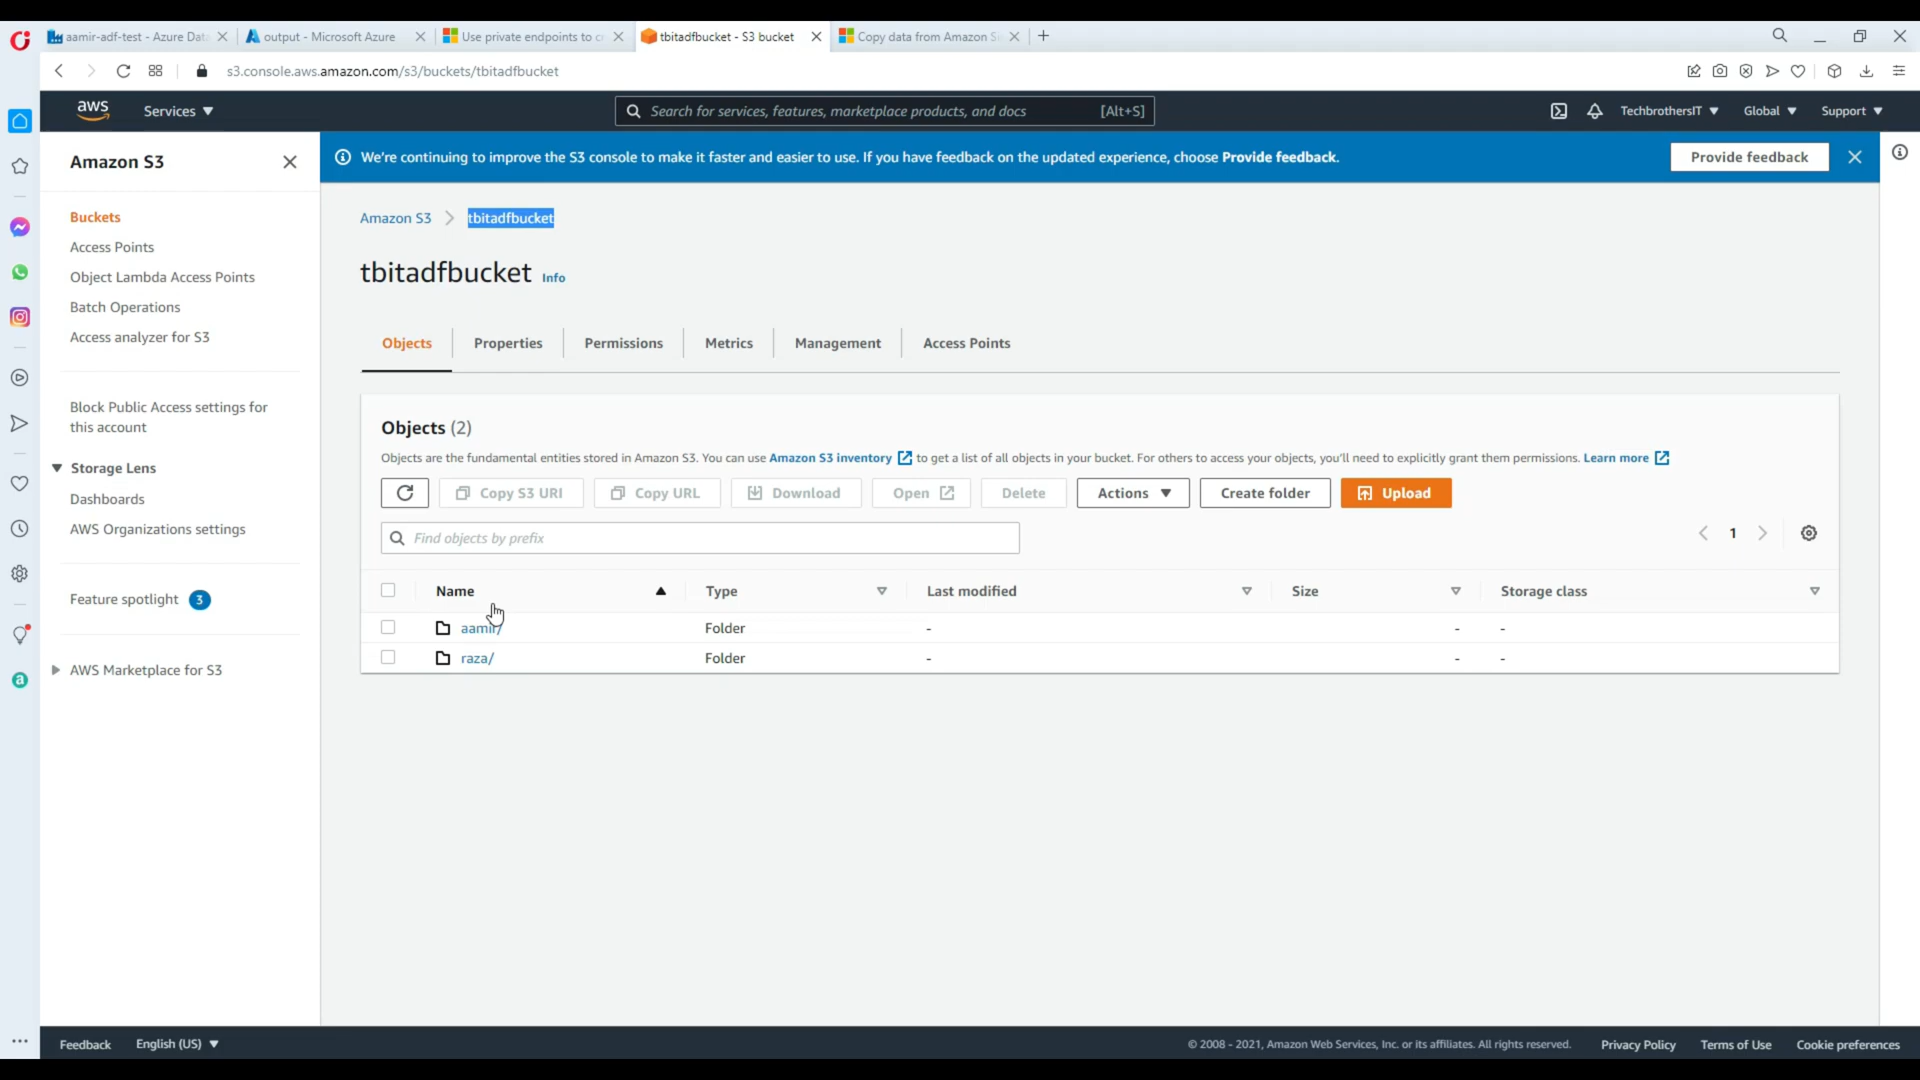 aamir-adf-test - Azure Data
output - Microsoft Azure
Use private endpoints to cr
tbitadfbucket - S3 bucket
Copy data from Amazon S
s3.console.aws.amazon.com/s3/buckets/tbitadfbucket
aws
Services
Search for services, features, marketplace products, and docs
[Alt+S]
TechbrothersIT
Global
Support
Amazon S3
We're continuing to improve the S3 console to make it faster and easier to use. If you have feedback on the updated experience, choose Provide feedback.
Provide feedback
Buckets
Access Points
Object Lambda Access Points
Batch Operations
Access analyzer for S3
Block Public Access settings for
this account
Storage Lens
Dashboards
AWS Organizations settings
Feature spotlight 3
AWS Marketplace for S3
Amazon S3
tbitadfbucket
tbitadfbucket Info
Objects
Properties
Permissions
Metrics
Management
Access Points
Objects (2)
Objects are the fundamental entities stored in Amazon S3. You can use Amazon S3 inventory to get a list of all objects in your bucket. For others to access your objects, you'll need to explicitly grant them permissions. Learn more
Copy S3 URI
Copy URL
Download
Open
Delete
Actions
Create folder
Upload
Find objects by prefix
1
Name
Type
Last modified
Size
Storage class
aamir/
Folder
-
-
-
raza/
Folder
-
-
-
Feedback
English (US)
© 2008 - 2021, Amazon Web Services, Inc. or its affiliates. All rights reserved.
Privacy Policy
Terms of Use
Cookie preferences